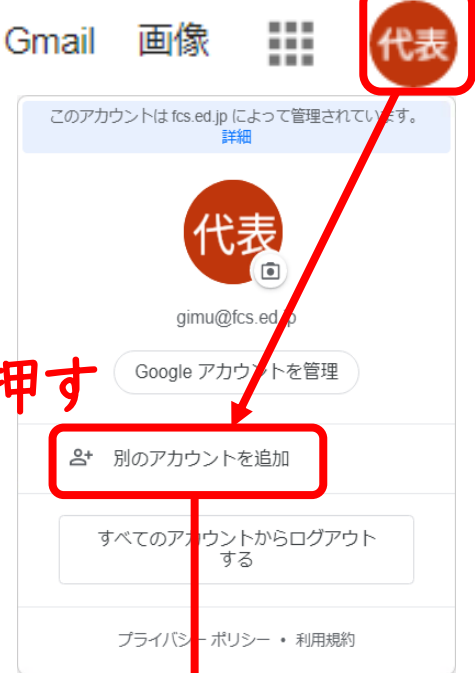 Gmail 画像 代表
このアカウントは fcs.ed.jp によって管理されています。
詳細
代表
gimu@fcs.ed.jp
Google アカウントを管理
押す
別のアカウントを追加
すべてのアカウントからログアウト
する
プライバシー ポリシー • 利用規約